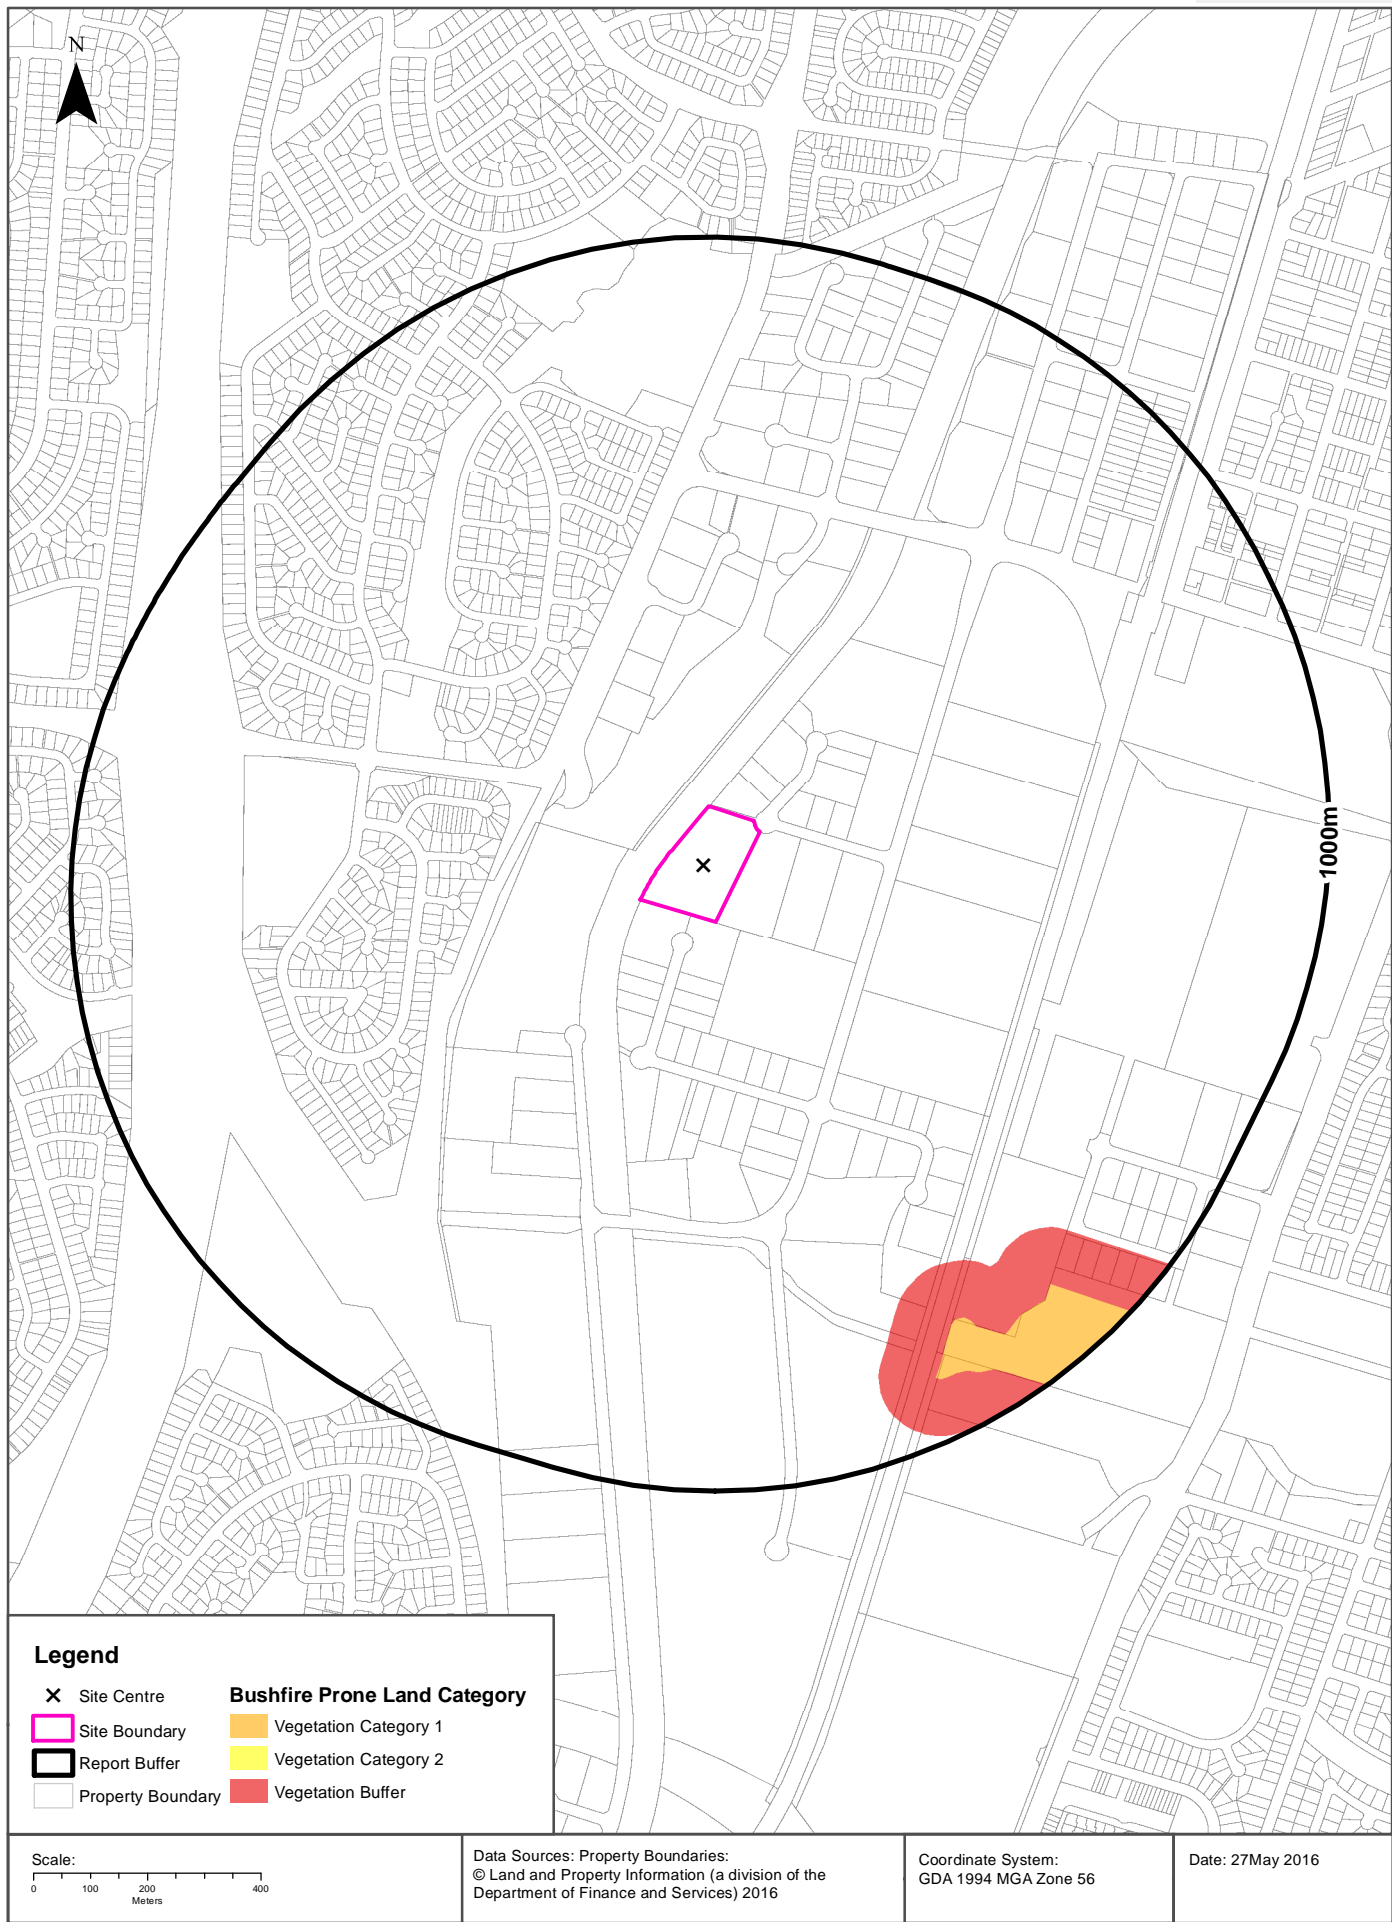 N
1000m
Legend
Site Centre
Site Boundary
Report Buffer
Property Boundary
Bushfire Prone Land Category
Vegetation Category 1
Vegetation Category 2
Vegetation Buffer
Scale:
0 100 200 400
Meters
Data Sources: Property Boundaries:
© Land and Property Information (a division of the
Department of Finance and Services) 2016
Coordinate System:
GDA 1994 MGA Zone 56
Date: 27May 2016